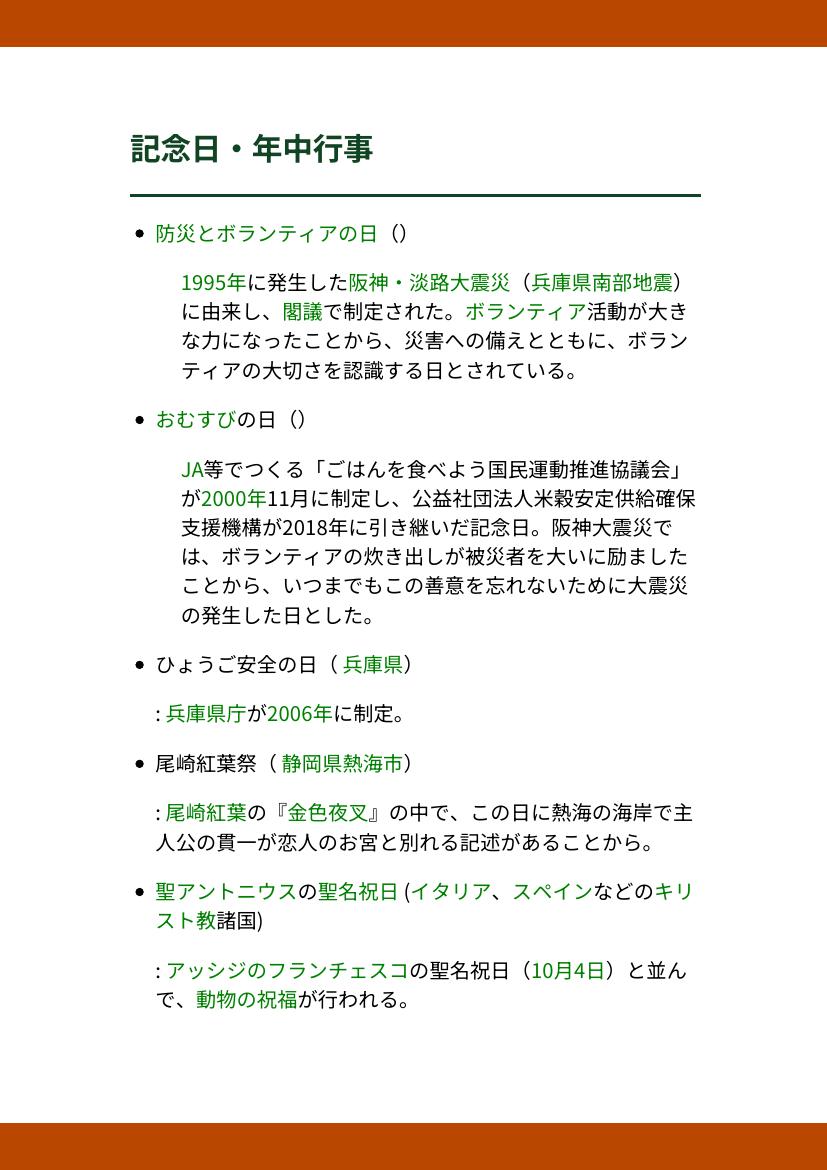 記念日・年中行事
• 防災とボランティアの日（）
1995年に発生した阪神・淡路大震災（兵庫県南部地震）
に由来し、閣議で制定された。ボランティア活動が大き
な力になったことから、災害への備えとともに、ボラン
ティアの大切さを認識する日とされている。
• おむすびの日（）
JA等でつくる「ごはんを食べよう国民運動推進協議会」
が2000年11月に制定し、公益社団法人米穀安定供給確保
支援機構が2018年に引き継いだ記念日。阪神大震災で
は、ボランティアの炊き出しが被災者を大いに励ました
ことから、いつまでもこの善意を忘れないために大震災
の発生した日とした。
• ひょうご安全の日（ 兵庫県）
: 兵庫県庁が2006年に制定。
• 尾崎紅葉祭（ 静岡県熱海市）
: 尾崎紅葉の『金色夜叉』の中で、この日に熱海の海岸で主
人公の貫一が恋人のお宮と別れる記述があることから。
• 聖アントニウスの聖名祝日 (イタリア、スペインなどのキリ
スト教諸国)
: アッシジのフランチェスコの聖名祝日（10月4日）と並ん
で、動物の祝福が行われる。